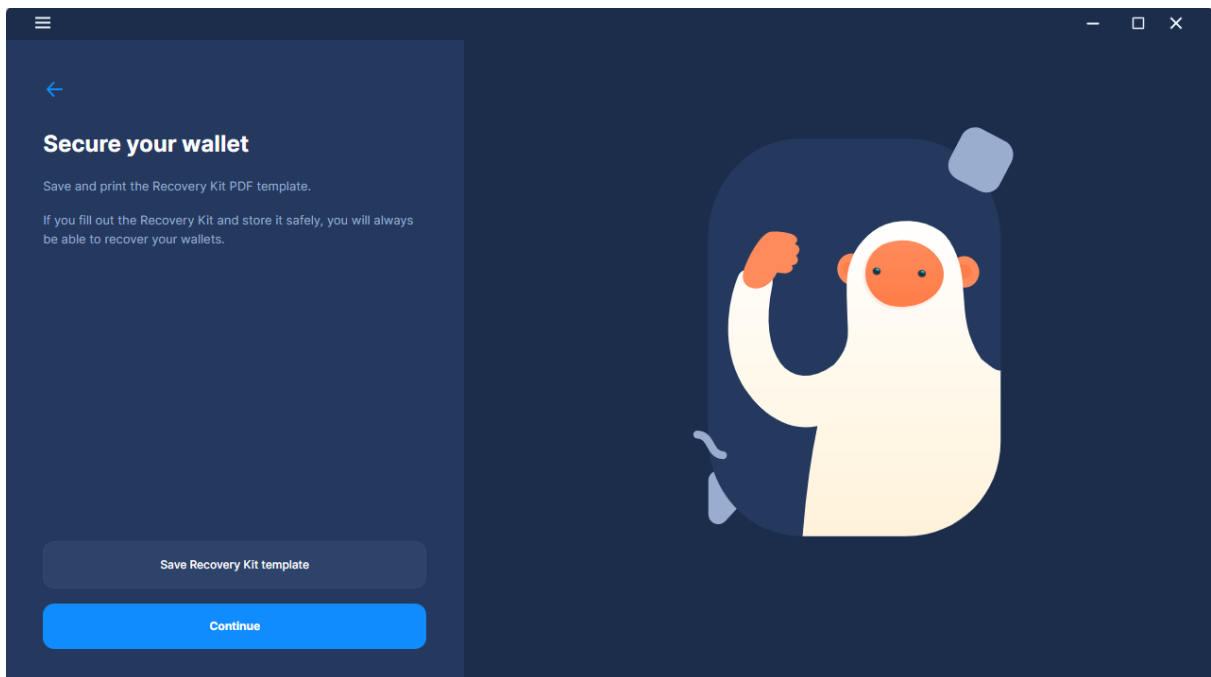 Secure your wallet
Save and print the Recovery Kit PDF template.
If you fill out the Recovery Kit and store it safely, you will always
be able to recover your wallets.
Save Recovery Kit template
Continue